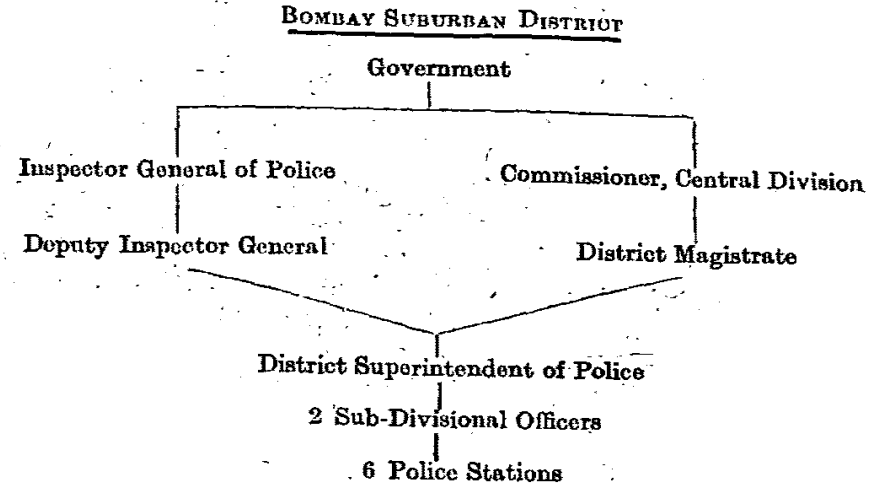 BOMBAY SUBURBAN DISTRICT
Government
Inspector General of Police
Commissioner, Central Division
Deputy Inspector General
District Magistrate
District Superintendent of Police
2 Sub-Divisional Officers
6 Police Stations